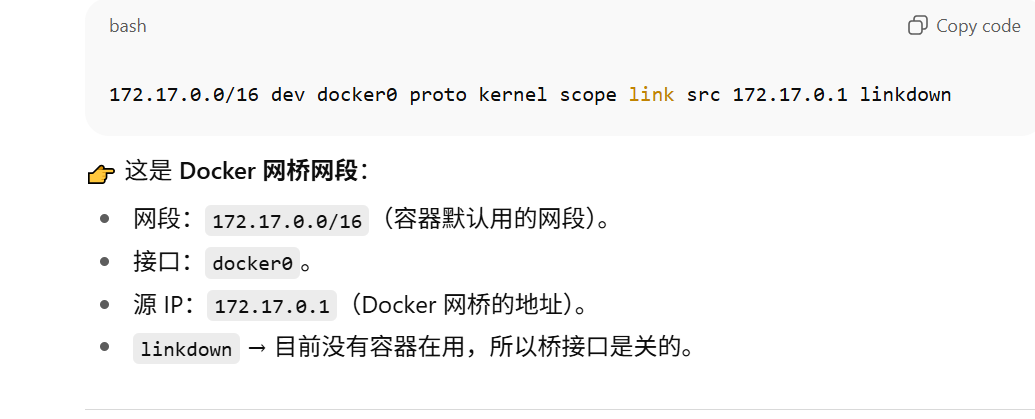 bash
Copy code
172.17.0.0/16 dev docker0 proto kernel scope link src 172.17.0.1 linkdown
👉 这是 Docker 网桥网段：
• 网段：172.17.0.0/16（容器默认用的网段）。
• 接口：docker0。
• 源 IP：172.17.0.1（Docker 网桥的地址）。
• linkdown → 目前没有容器在用，所以桥接口是关的。